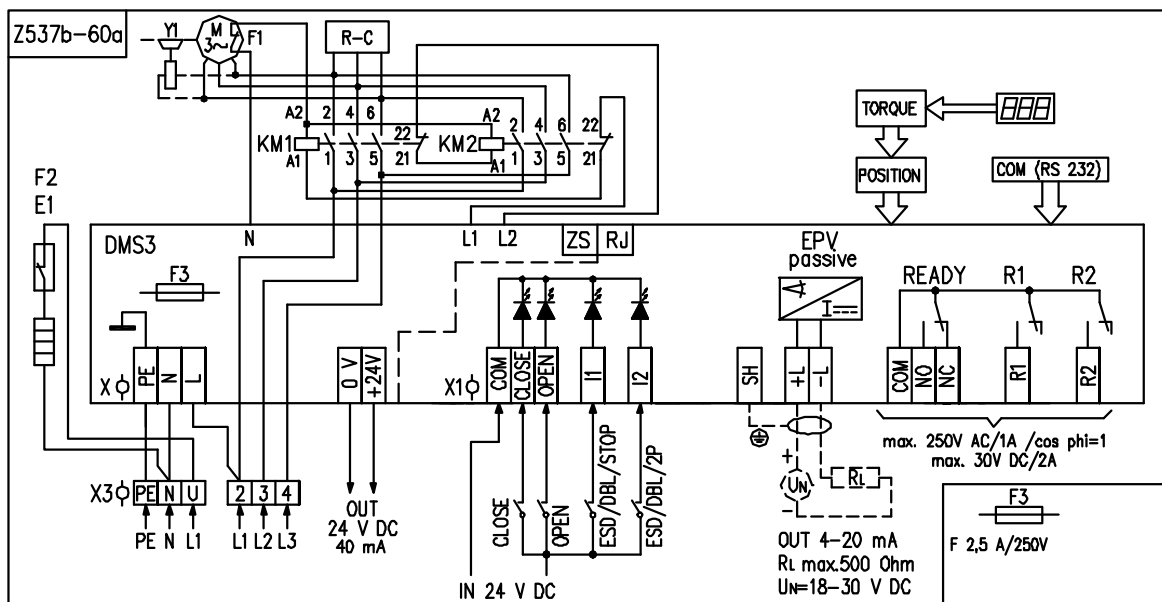 Z537b-60a
Y1
M
3~
F1
R-C
A2
2
4
6
22
KM1
A1
1
3
5
21
A2
2
4
6
22
KM2
A1
1
3
5
21
TORQUE
POSITION
COM (RS 232)
F2
E1
DMS3
N
L1
L2
ZS
RJ
EPV
passive
READY
R1
R2
F3
I
X
PE
N
L
0 V
+24V
X1
COM
CLOSE
OPEN
I1
I2
SH
+L
-L
COM
NO
NC
R1
R2
max. 250V AC/1A /cos phi=1
max. 30V DC/2A
X3
PE
N
U
2
3
4
PE
N
L1
L1
L2
L3
OUT
24 V DC
40 mA
CLOSE
OPEN
ESD/DBL/STOP
ESD/DBL/2P
IN 24 V DC
+
UN
-
RL
OUT 4-20 mA
RL max.500 Ohm
UN=18-30 V DC
F3
F 2,5 A/250V